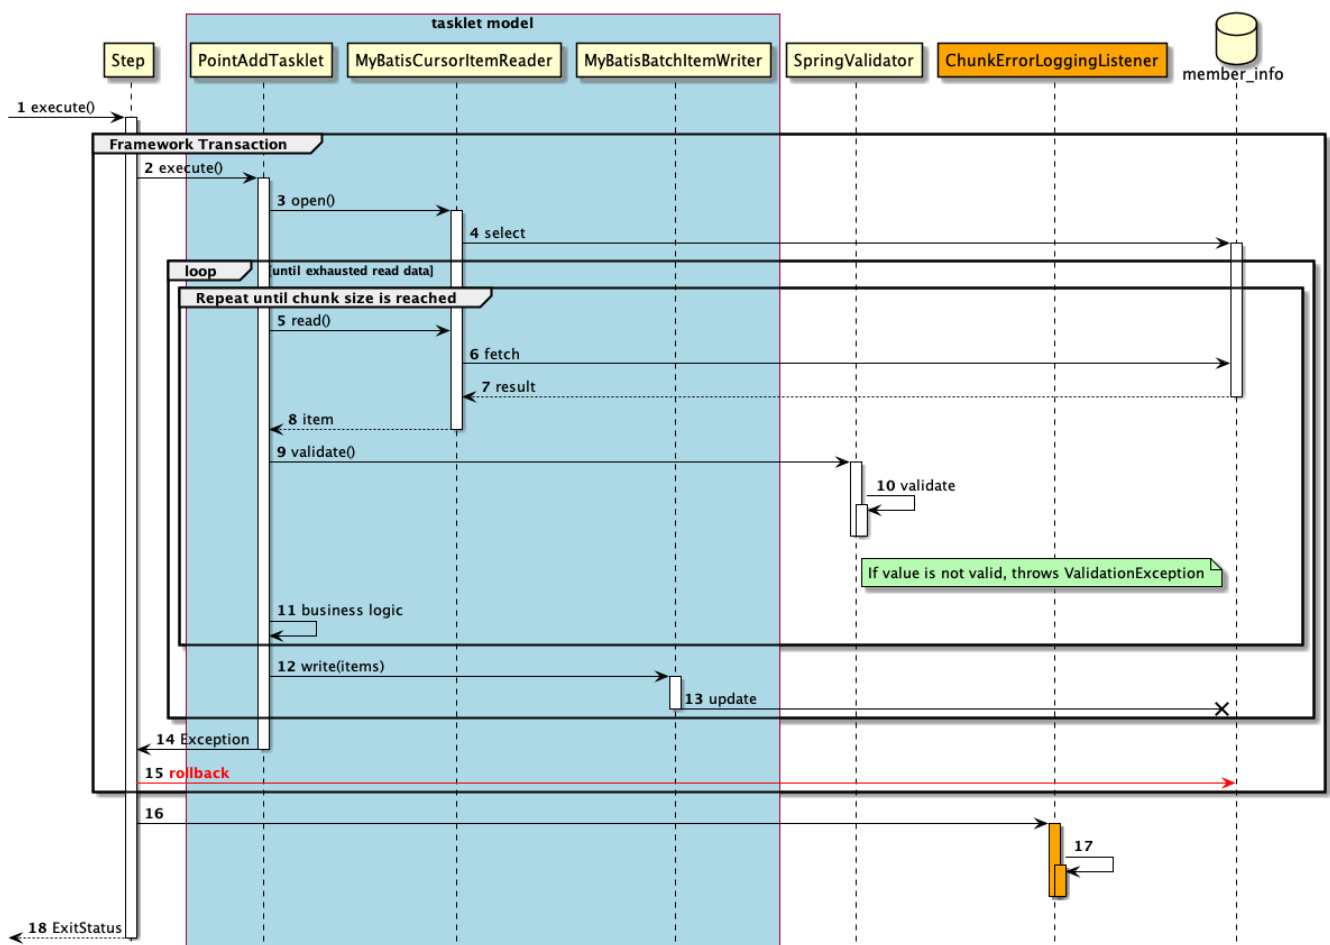 tasklet model
Step
PointAddTasklet
MyBatisCursorItemReader
MyBatisBatchItemWriter
SpringValidator
ChunkErrorLoggingListener
member_info
1 execute()
Framework Transaction
2 execute()
3 open()
4 select
loop
[until exhausted read data]
Repeat until chunk size is reached
5 read()
6 fetch
7 result
8 item
9 validate()
10 validate
If value is not valid, throws ValidationException
11 business logic
12 write(items)
13 update
14 Exception
15 rollback
16
17
18 ExitStatus